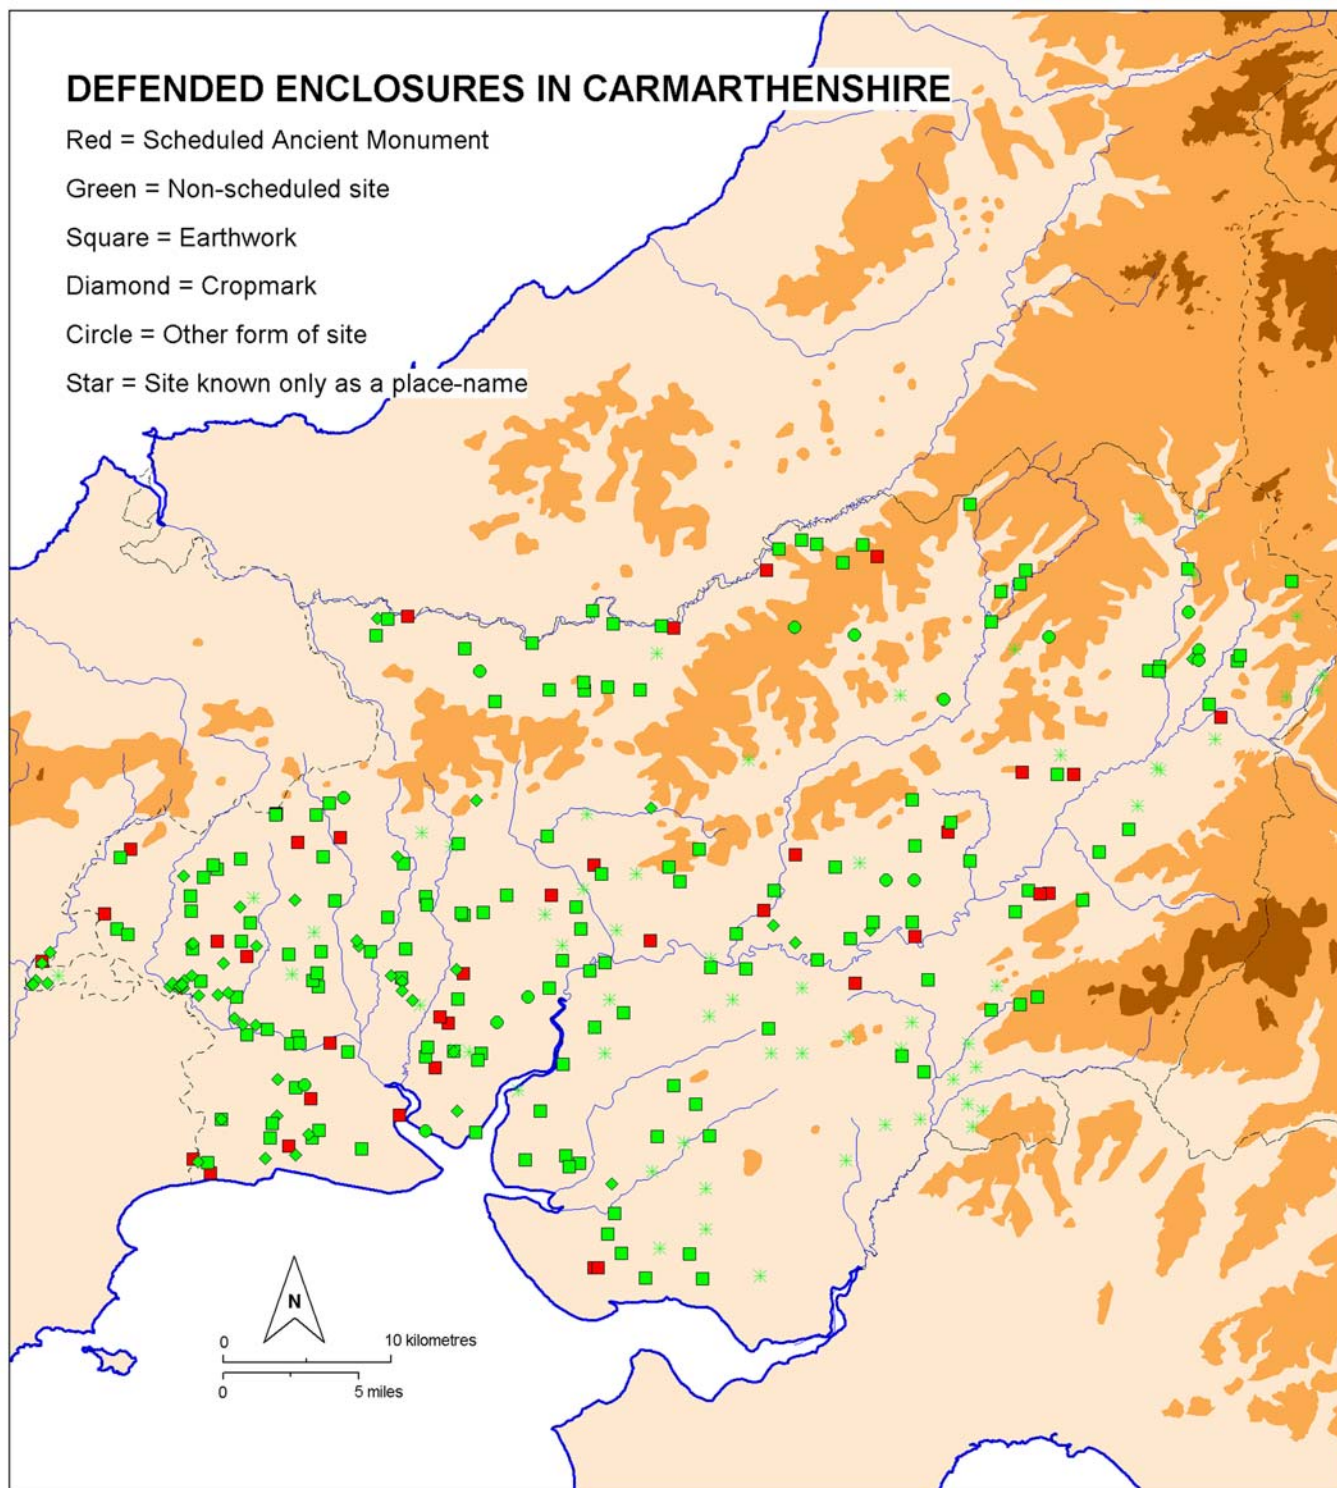 DEFENDED ENCLOSURES IN CARMARTHENSHIRE
Red = Scheduled Ancient Monument
Green = Non-scheduled site
Square = Earthwork
Diamond = Cropmark
Circle = Other form of site
Star = Site known only as a place-name
N
0 10 kilometres
0 5 miles